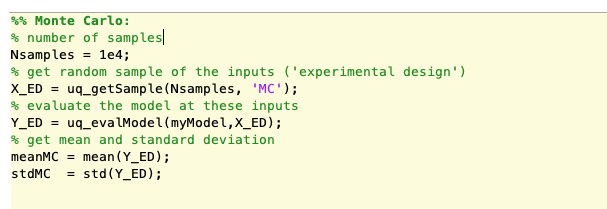 %% Monte Carlo:
% number of samples
Nsamples = 1e4;
% get random sample of the inputs ('experimental design')
X_ED = uq_getSample(Nsamples, 'MC');
% evaluate the model at these inputs
Y_ED = uq_evalModel(myModel,X_ED);
% get mean and standard deviation
meanMC = mean(Y_ED);
stdMC  = std(Y_ED);